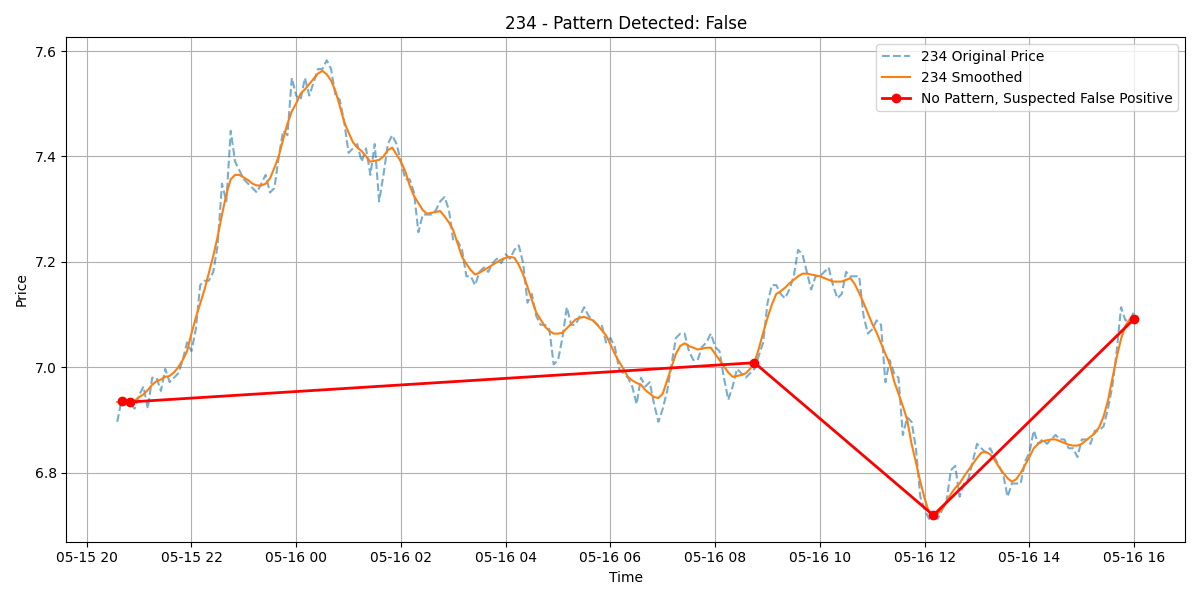 234 - Pattern Detected: False
7.6
7.4
7.2
7.0
6.8
Price
234 Original Price
234 Smoothed
No Pattern, Suspected False Positive
05-15 20
05-15 22
05-16 00
05-16 02
05-16 04
05-16 06
05-16 08
05-16 10
05-16 12
05-16 14
05-16 16
Time